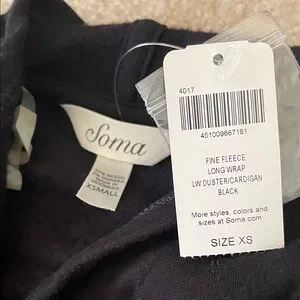 Soma
XSMALL
4017
451009867181
FINE FLEECE
LONG WRAP
LW DUSTER/CARDIGAN
BLACK
More styles, colors and
sizes at Soma.com
SIZE XS